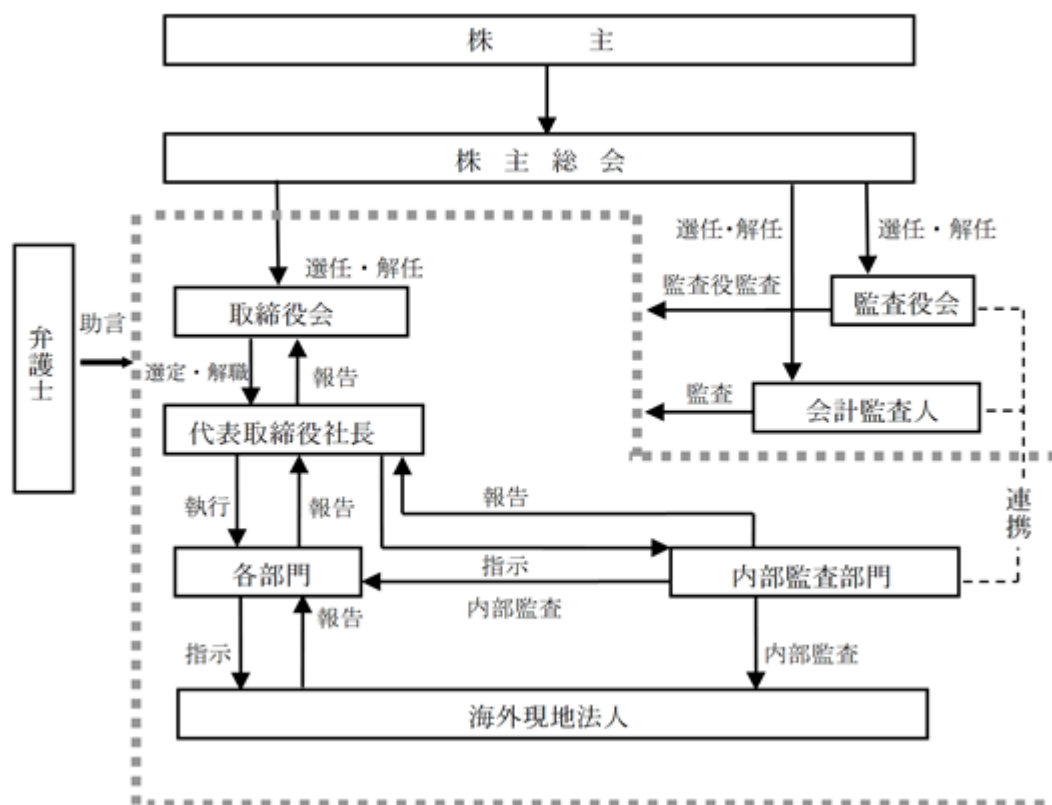 株主
株主総会
選任・解任
選任・解任
選任・解任
弁護士
助言
取締役会
監査役監査
監査役会
選定・解職
報告
監査
会計監査人
代表取締役社長
執行
報告
報告
連携
各部門
指示
内部監査部門
内部監査
指示
報告
内部監査
海外現地法人